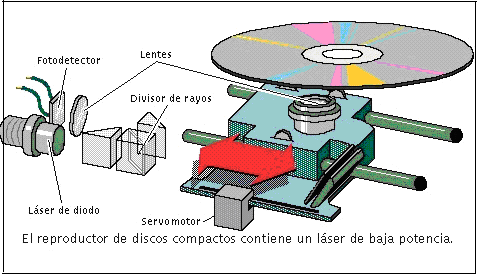 Lentes
Fotodetector
Divisor de rayos
Láser de diodo
Servomotor
El reproductor de discos compactos contiene un láser de baja potencia.